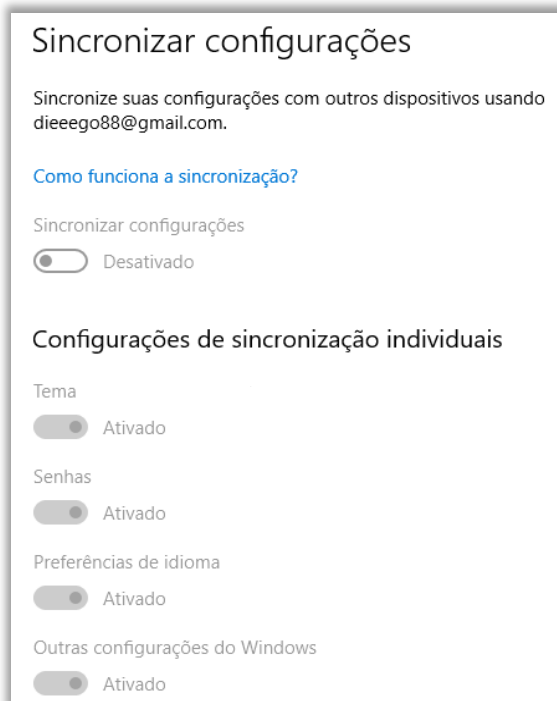 Sincronizar configurações
Sincronize suas configurações com outros dispositivos usando
dieeego88@gmail.com.
Como funciona a sincronização?
Sincronizar configurações
Desativado
Configurações de sincronização individuais
Tema
Ativado
Senhas
Ativado
Preferências de idioma
Ativado
Outras configurações do Windows
Ativado